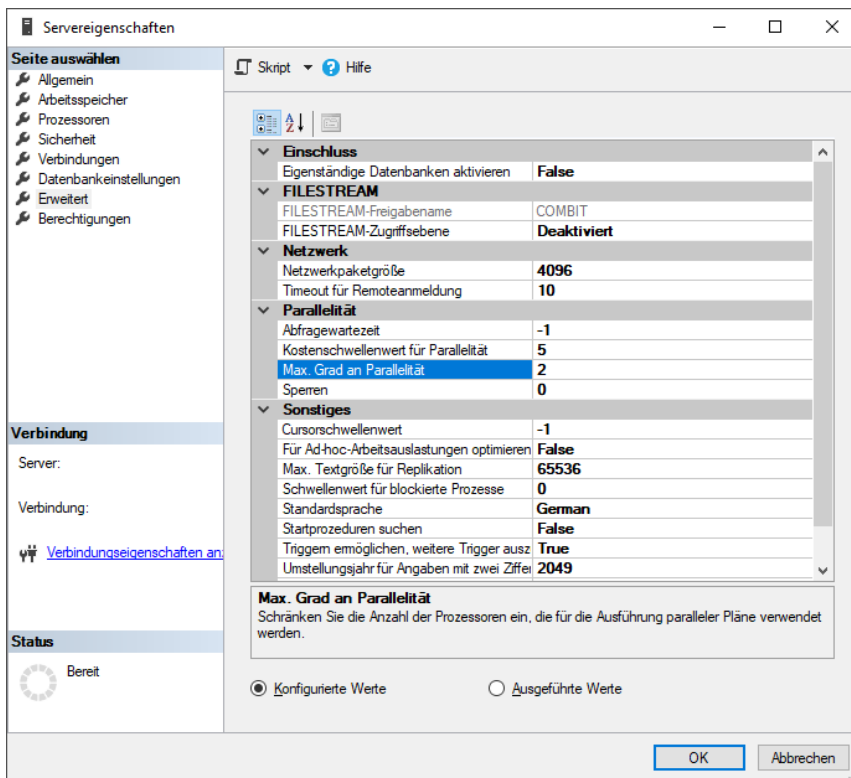 Servereigenschaften
Seite auswählen
Allgemein
Arbeitsspeicher
Prozessoren
Sicherheit
Verbindungen
Datenbankeinstellungen
Erweitert
Berechtigungen
Verbindung
Server:
Verbindung:
Verbindungseigenschaften an
Status
Bereit
Skript
Hilfe
Einschluss
Eigenständige Datenbanken aktivieren False
FILESTREAM
FILESTREAM-Freigabename COMBIT
FILESTREAM-Zugriffsebene Deaktiviert
Netzwerk
Netzwerkpaketgröße 4096
Timeout für Remoteanmeldung 10
Parallelität
Abfragewartezeit -1
Kostenschwellenwert für Parallelität 5
Max. Grad an Parallelität 2
Sperren 0
Sonstiges
Cursorschwellenwert -1
Für Ad-hoc-Arbeitsauslastungen optimieren False
Max. Textgröße für Replikation 65536
Schwellenwert für blockierte Prozesse 0
Standardsprache German
Startprozeduren suchen False
Triggern ermöglichen, weitere Trigger ausz True
Umstellungsjahr für Angaben mit zwei Ziffer 2049
Max. Grad an Parallelität
Schränken Sie die Anzahl der Prozessoren ein, die für die Ausführung paralleler Pläne verwendet
werden.
Konfigurierte Werte
Ausgeführte Werte
OK
Abbrechen